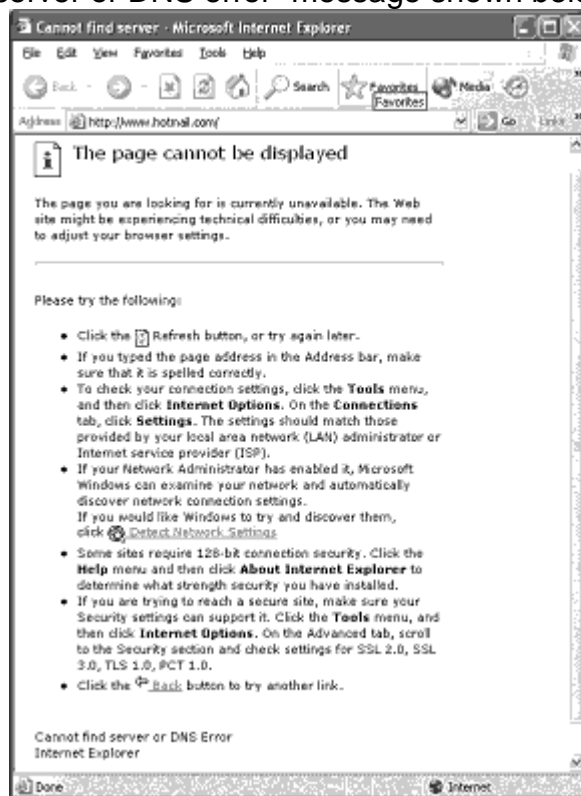 server or DNS error" message shown
Cannot find server - Microsoft Internet Explorer
File Edit View Favorites Tools Help
Back Search Favorites Media
Favorites
Address http://www.hotmail.com/ Go Links
The page cannot be displayed
The page you are looking for is currently unavailable. The Web
site might be experiencing technical difficulties, or you may need
to adjust your browser settings.
Please try the following:
• Click the Refresh button, or try again later.
• If you typed the page address in the Address bar, make
sure that it is spelled correctly.
• To check your connection settings, click the Tools menu,
and then click Internet Options. On the Connections
tab, click Settings. The settings should match those
provided by your local area network (LAN) administrator or
Internet service provider (ISP).
• If your Network Administrator has enabled it, Microsoft
Windows can examine your network and automatically
discover network connection settings.
If you would like Windows to try and discover them,
click Detect Network Settings
• Some sites require 128-bit connection security. Click the
Help menu and then click About Internet Explorer to
determine what strength security you have installed.
• If you are trying to reach a secure site, make sure your
Security settings can support it. Click the Tools menu, and
then click Internet Options. On the Advanced tab, scroll
to the Security section and check settings for SSL 2.0, SSL
3.0, TLS 1.0, PCT 1.0.
• Click the Back button to try another link.
Cannot find server or DNS Error
Internet Explorer
Done Internet